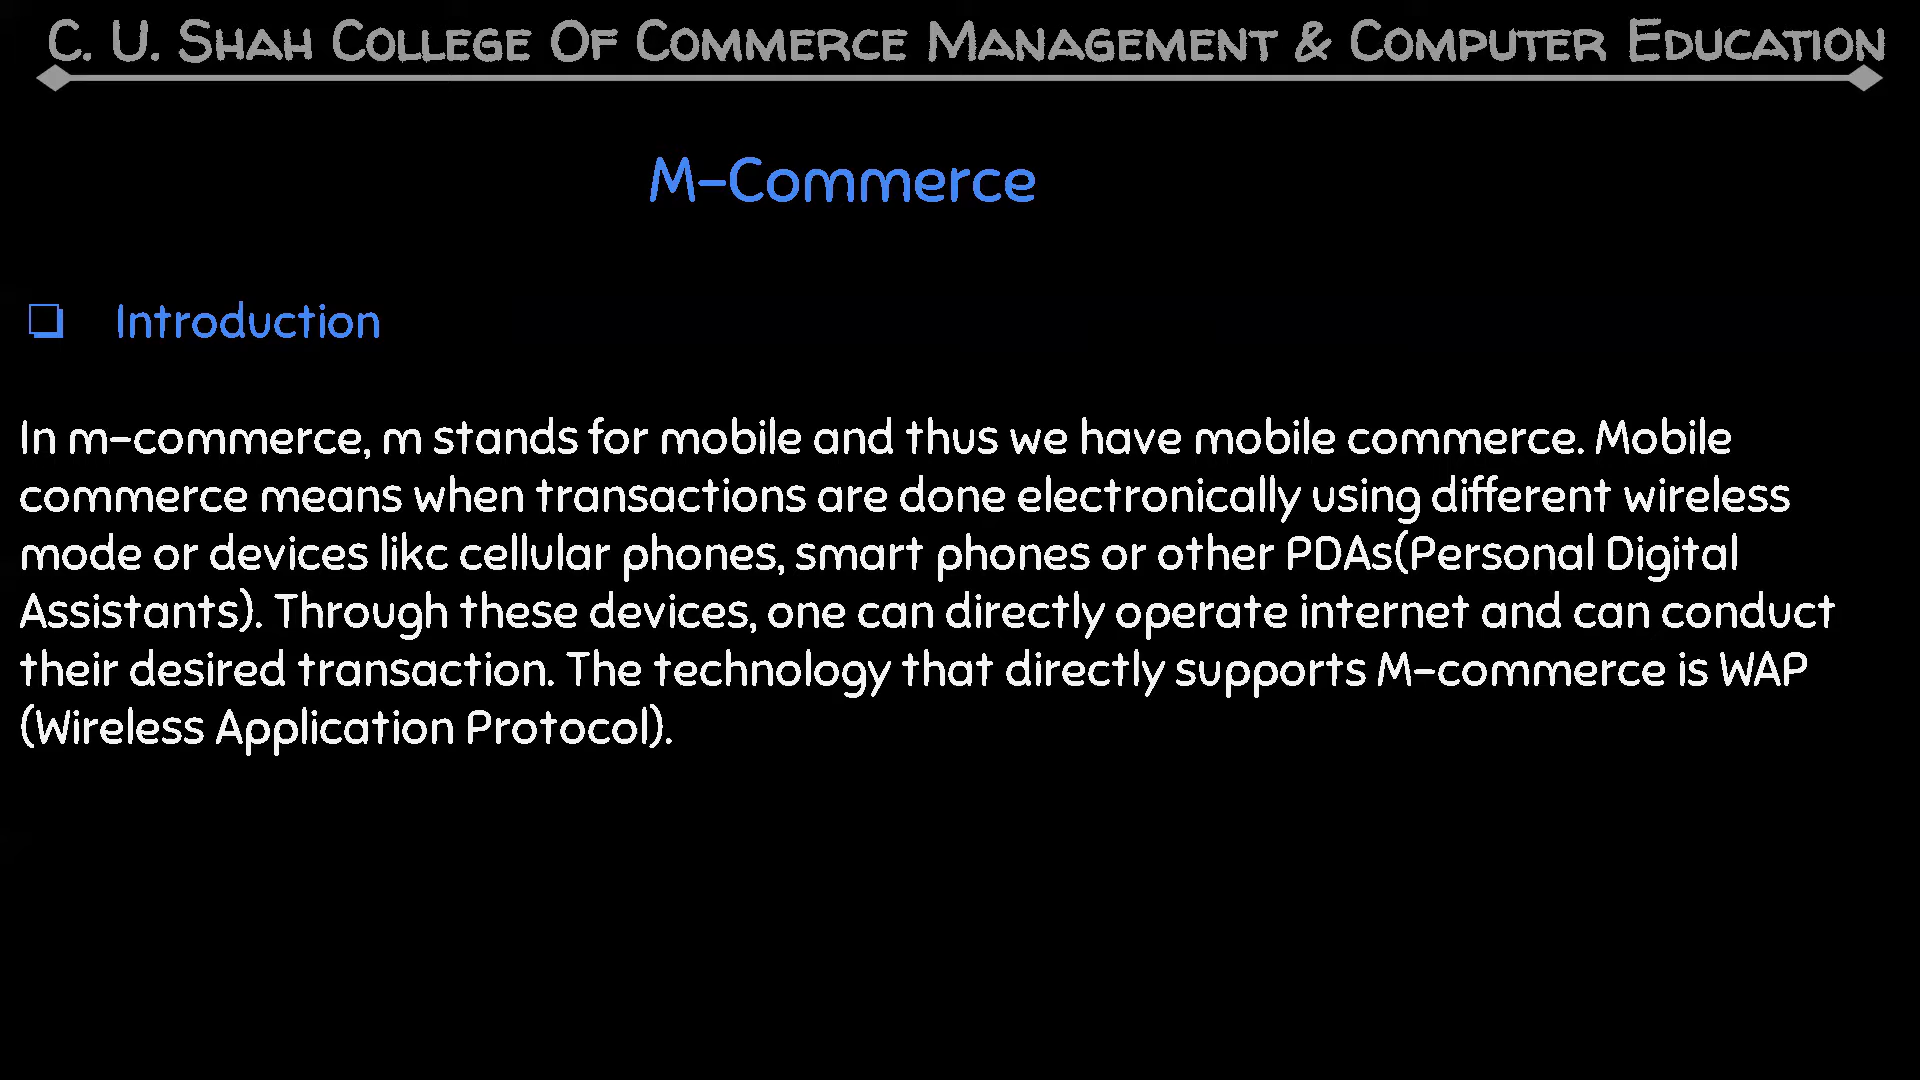 C. U. Shah College Of Commerce Management & Computer Education
M-Commerce
❏ Introduction
In m-commerce, m stands for mobile and thus we have mobile commerce. Mobile
commerce means when transactions are done electronically using different wireless
mode or devices likc cellular phones, smart phones or other PDAs(Personal Digital
Assistants). Through these devices, one can directly operate internet and can conduct
their desired transaction. The technology that directly supports M-commerce is WAP
(Wireless Application Protocol).